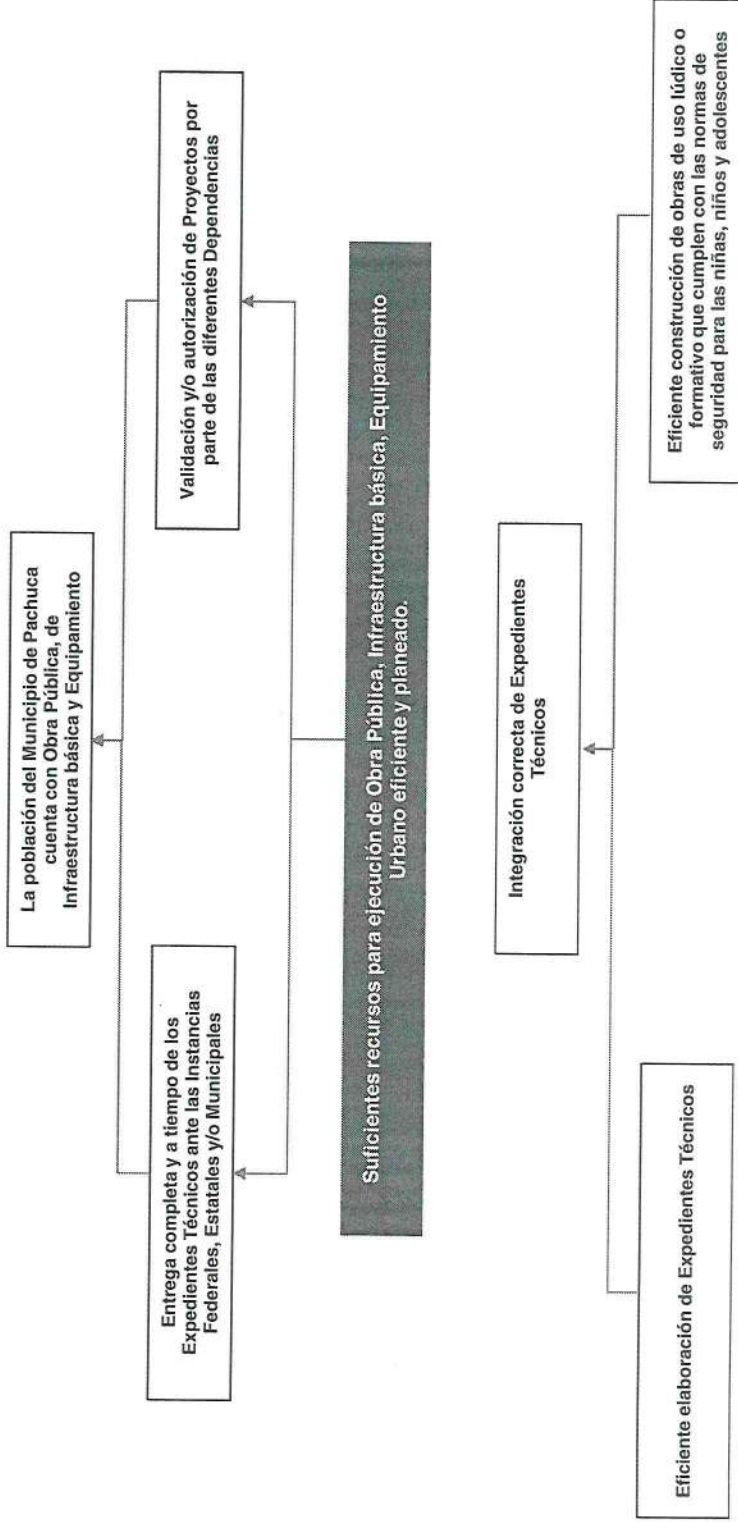 La población del Municipio de Pachuca
cuenta con Obra Pública, de
Infraestructura básica y Equipamiento
Entrega completa y a tiempo de los
Expedientes Técnicos ante las Instancias
Federales, Estatales y/o Municipales
Validación y/o autorización de Proyectos por
parte de las diferentes Dependencias
Suficientes recursos para ejecución de Obra Pública, Infraestructura básica, Equipamiento
Urbano eficiente y planeado.
Integración correcta de Expedientes
Técnicos
Eficiente elaboración de Expedientes Técnicos
Eficiente construcción de obras de uso lúdico o
formativo que cumplen con las normas de
seguridad para las niñas, niños y adolescentes